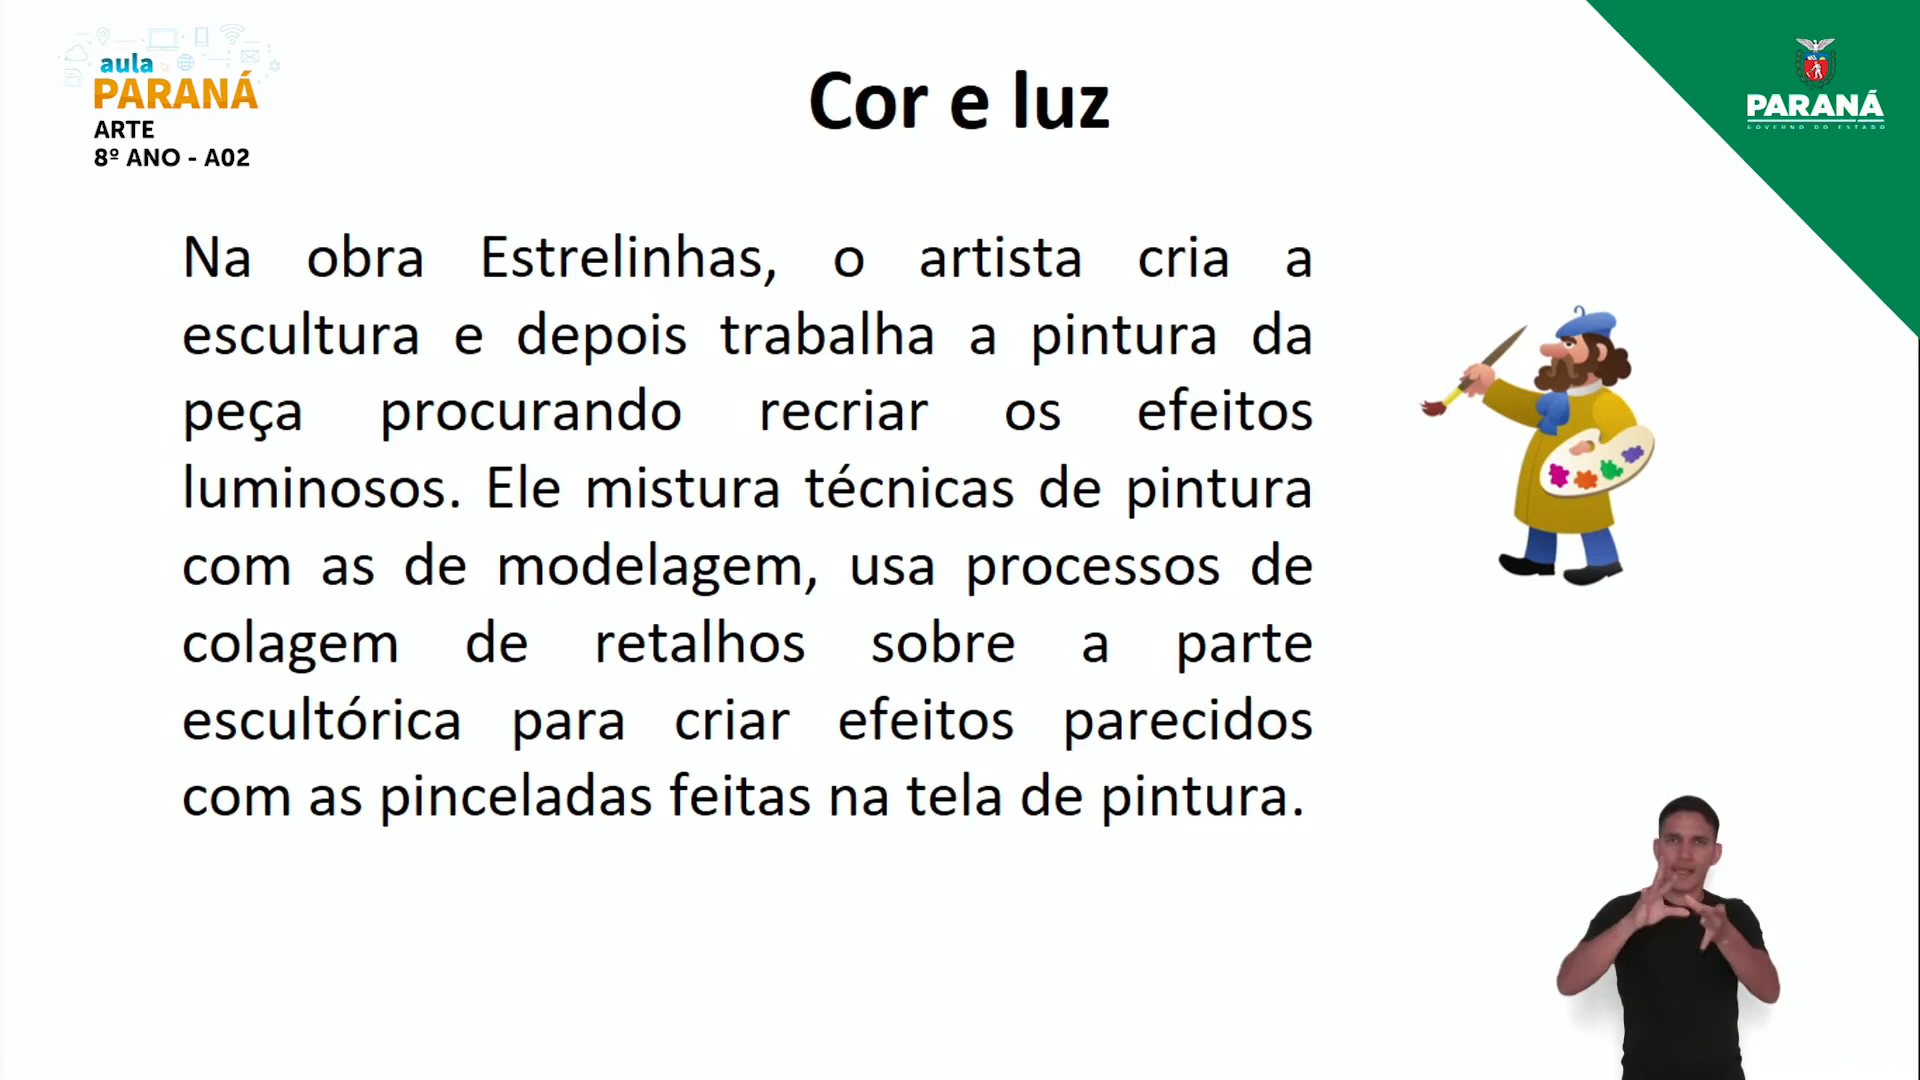 aula
PARANÁ
ARTE
8º ANO - A02
Cor e luz
PARANÁ
GOVERNO DO ESTADO
Na obra Estrelinhas, o artista cria a
escultura e depois trabalha a pintura da
peça procurando recriar os efeitos
luminosos. Ele mistura técnicas de pintura
com as de modelagem, usa processos de
colagem de retalhos sobre a parte
escultórica para criar efeitos parecidos
com as pinceladas feitas na tela de pintura.